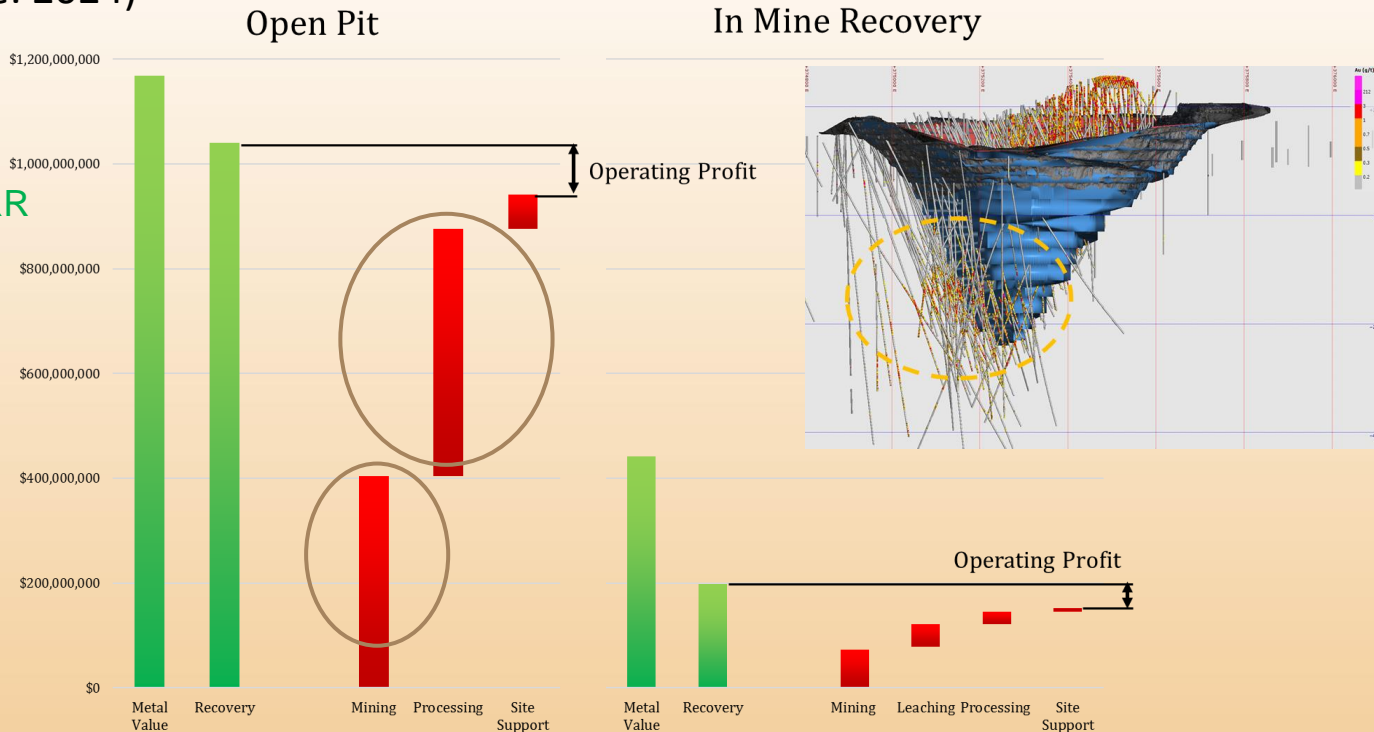 Open Pit
In Mine Recovery
$1,200,000,000
$1,000,000,000
$800,000,000
$600,000,000
$400,000,000
$200,000,000
$0
Operating Profit
Metal
Value
Recovery
Mining
Processing
Site
Support
Au (g/t)
Operating Profit
Metal
Value
Recovery
Mining
Leaching
Processing
Site
Support